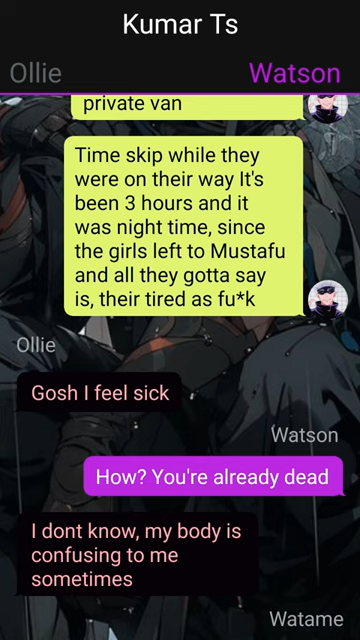 Kumar Ts
Ollie
Watson
private van
Time skip while they
were on their way It's
been 3 hours and it
was night time, since
the girls left to Mustafu
and all they gotta say
is, their tired as fu*k
Ollie
Gosh I feel sick
Watson
How? You're already dead
I dont know, my body is
confusing to me
sometimes
Watame